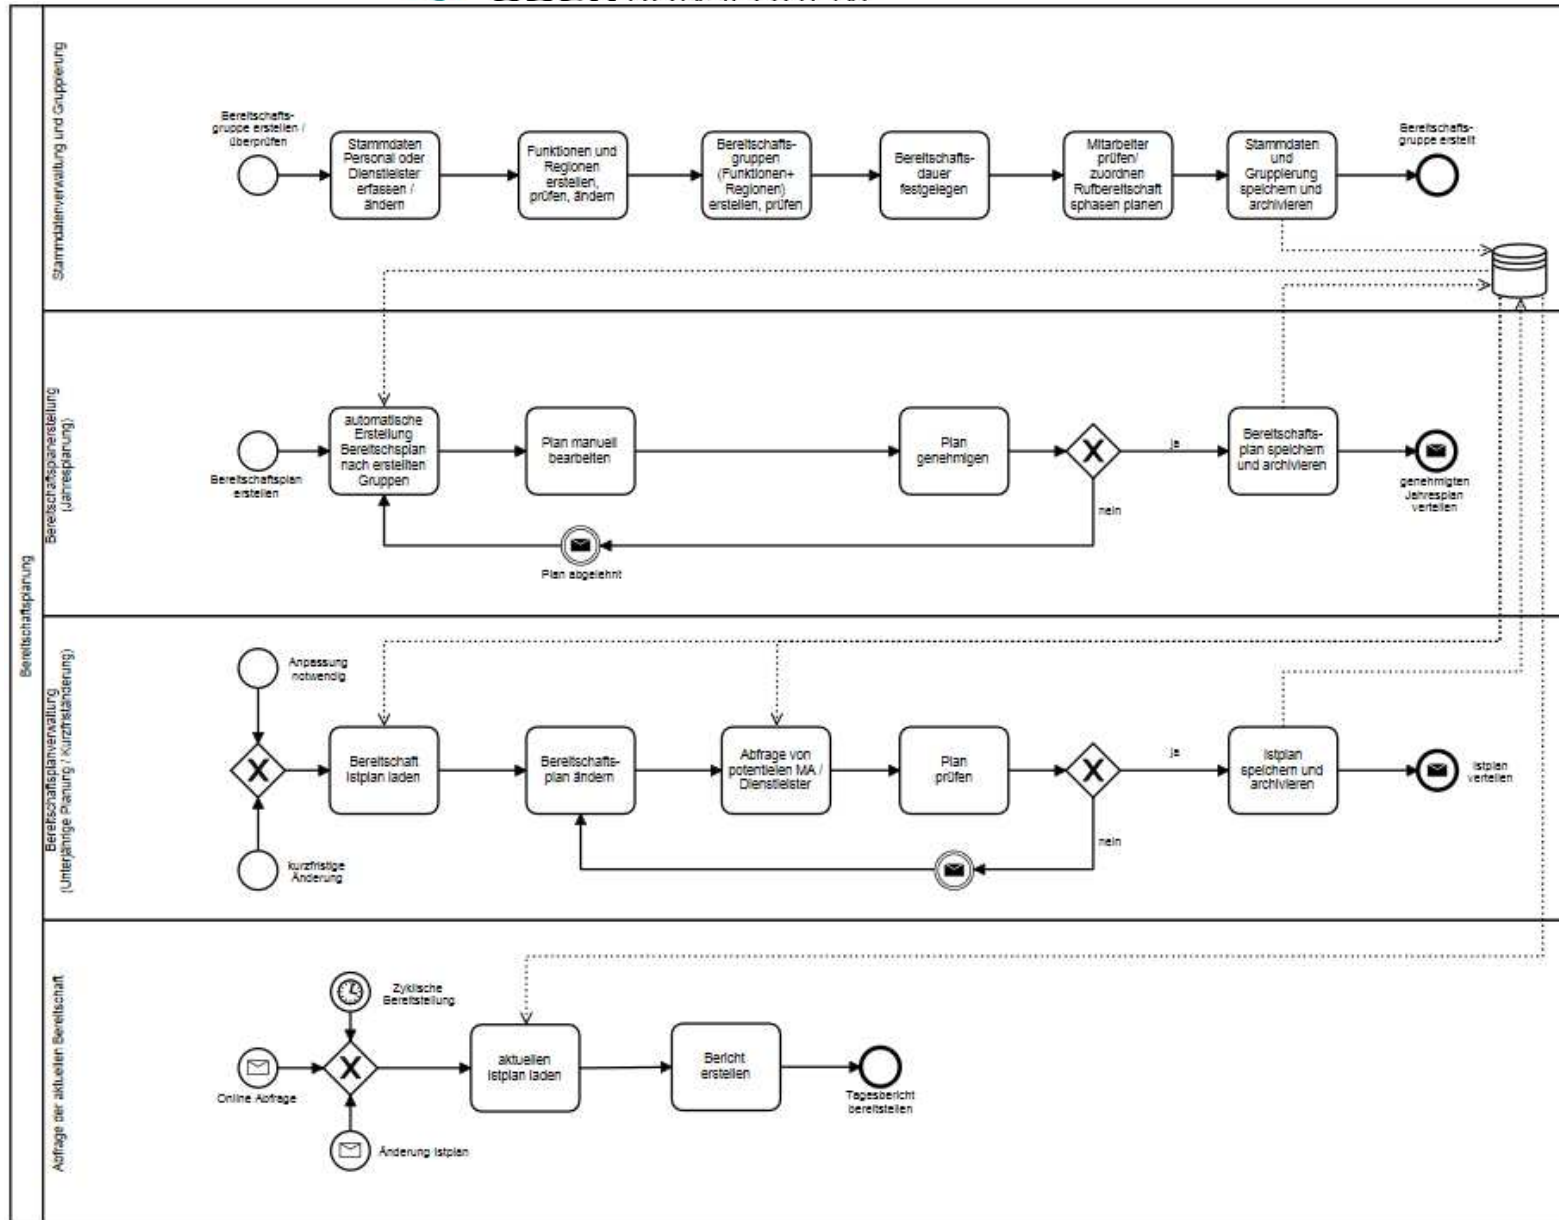 Bereitschaftsplanung
Stammdatenverwaltung und Gruppierung
Bereitschafts-
gruppe erstellen /
überprüfen
Stammdaten
Personal oder
Dienstleister
erfassen /
ändern
Funktionen und
Regionen
erstellen,
prüfen, ändern
Bereitschafts-
gruppen
(Funktionen+
Regionen)
erstellen, prüfen
Bereitschafts-
dauer
festgelegen
Mitarbeiter
prüfen/
zuordnen
Rufbereitschaft
sphasen planen
Stammdaten
und
Gruppierung
speichern und
archivieren
Bereitschafts-
gruppe erstellt
Bereitschaftsplanerstellung
(Jahresplanung)
Bereitschaftsplan
erstellen
automatische
Erstellung
Bereitschsplan
nach erstellten
Gruppen
Plan manuell
bearbeiten
Plan
genehmigen
ja
nein
Plan abgelehnt
Bereitschafts-
plan speichern
und archivieren
genehmigten
Jahresplan
verteilen
Bereitschaftsplanverwaltung
(Unterjährige Planung / Kurzfriständerung)
Anpassung
notwendig
kurzfristige
Änderung
Bereitschaft
Istplan laden
Bereitschafts-
plan ändern
Abfrage von
potentielen MA /
Dienstleister
Plan
prüfen
ja
nein
Istplan
speichern und
archivieren
Istplan
verteilen
Abfrage der aktuellen Bereitschaft
Zyklische
Bereitstellung
Online Abfrage
Änderung Istplan
aktuellen
Istplan laden
Bericht
erstellen
Tagesbericht
bereitstellen